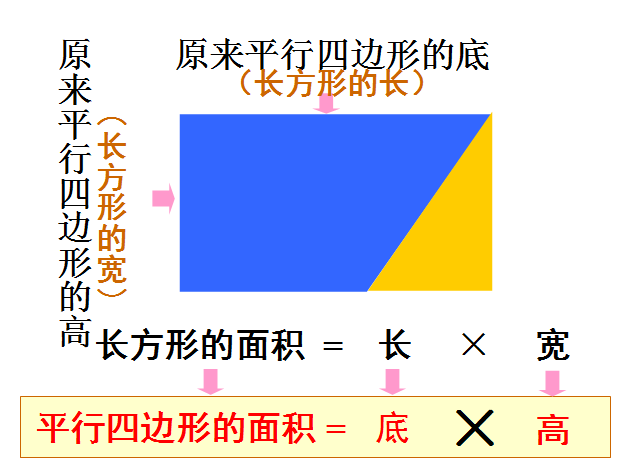 原来平行四边形的底
（长方形的长）
原来平行四边形的高
（长方形的宽）
长方形的面积 = 长 × 宽
平行四边形的面积 = 底 × 高